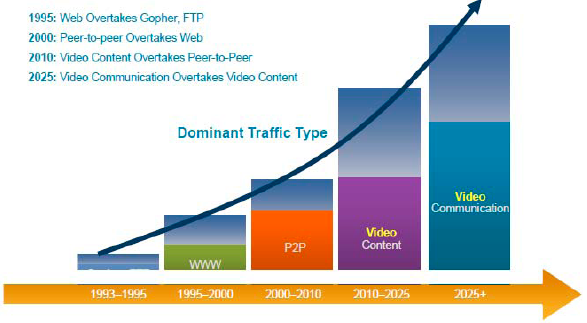 1995: Web Overtakes Gopher, FTP
2000: Peer-to-peer Overtakes Web
2010: Video Content Overtakes Peer-to-Peer
2025: Video Communication Overtakes Video Content
Dominant Traffic Type
WWW
P2P
Video
Content
Video
Communication
1993–1995
1995–2000
2000–2010
2010–2025
2025+